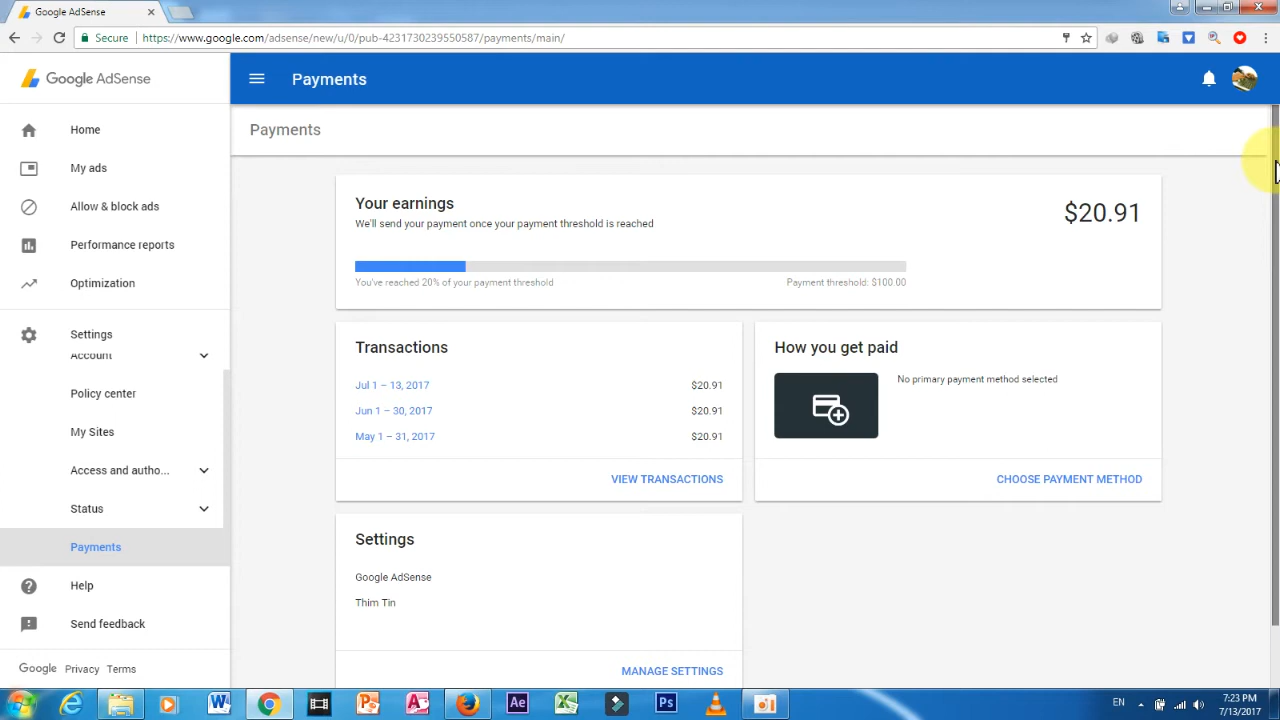 Google AdSense
Secure
https://www.google.com/adsense/new/u/0/pub-4231730239550587/payments/main/
Google AdSense
Payments
Home
My ads
Allow & block ads
Performance reports
Optimization
Settings
Account
Policy center
My Sites
Access and autho...
Status
Payments
Help
Send feedback
Google Privacy Terms
Payments
Your earnings
We'll send your payment once your payment threshold is reached
$20.91
You've reached 20% of your payment threshold
Payment threshold: $100.00
Transactions
Jul 1 – 13, 2017 $20.91
Jun 1 – 30, 2017 $20.91
May 1 – 31, 2017 $20.91
VIEW TRANSACTIONS
How you get paid
No primary payment method selected
CHOOSE PAYMENT METHOD
Settings
Google AdSense
Thim Tin
MANAGE SETTINGS
EN
7:23 PM
7/13/2017